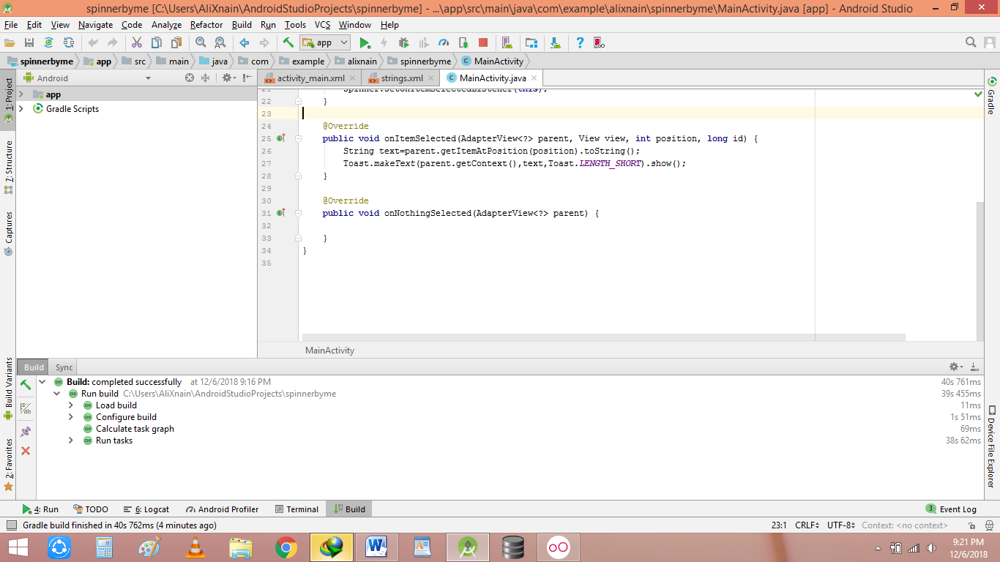 spinnerbyme [C:\Users\AliXnain\AndroidStudioProjects\spinnerbyme] - ...\app\src\main\java\com\example\alixnain\spinnerbyme\MainActivity.java [app] - Android Studio
File Edit View Navigate Code Analyze Refactor Build Run Tools VCS Window Help
app
spinnerbyme app src main java com example alixnain spinnerbyme MainActivity
Android
activity_main.xml strings.xml MainActivity.java
1: Project
7: Structure
Captures
Build Variants
2: Favorites
app
Gradle Scripts
21 Spinner.setOnItemSelectedListener(this);
22 }
23
24 @Override
25 public void onItemSelected(AdapterView<?> parent, View view, int position, long id) {
26 String text=parent.getItemAtPosition(position).toString();
27 Toast.makeText(parent.getContext(),text,Toast.LENGTH_SHORT).show();
28 }
29
30 @Override
31 public void onNothingSelected(AdapterView<?> parent) {
32
33 }
34 }
35
MainActivity
Gradle
Device File Explorer
Build Sync
Build: completed successfully at 12/6/2018 9:16 PM 40s 761ms
Run build C:\Users\AliXnain\AndroidStudioProjects\spinnerbyme 39s 455ms
Load build 11ms
Configure build 1s 51ms
Calculate task graph 69ms
Run tasks 38s 62ms
4: Run TODO 6: Logcat Android Profiler Terminal Build 3 Event Log
Gradle build finished in 40s 762ms (4 minutes ago) 23:1 CRLF UTF-8 Context: <no context>
9:21 PM
12/6/2018